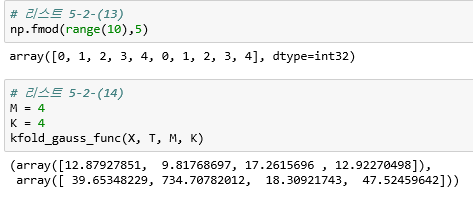 # 리스트 5-2-(13)
np.fmod(range(10),5)
array([0, 1, 2, 3, 4, 0, 1, 2, 3, 4], dtype=int32)
# 리스트 5-2-(14)
M = 4
K = 4
kfold_gauss_func(X, T, M, K)
(array([12.87927851,  9.81768697, 17.2615696 , 12.92270498]),
 array([ 39.65348229, 734.70782012,  18.30921743,  47.52459642]))